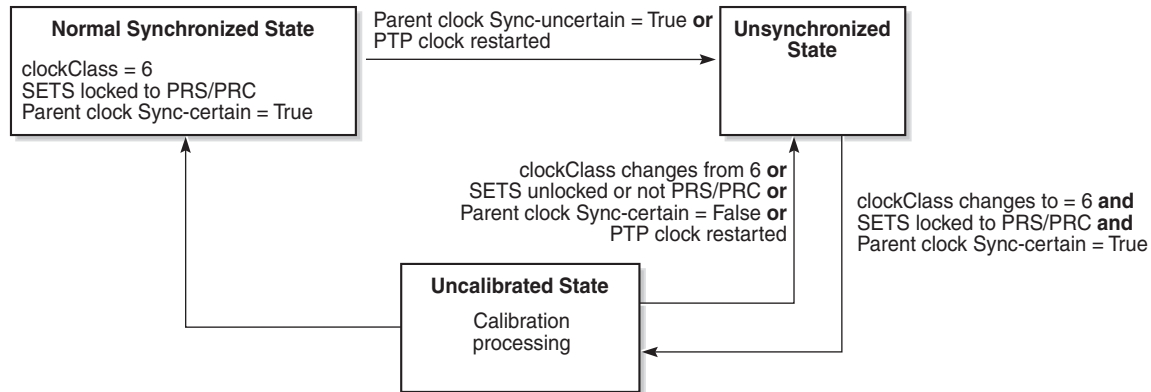 Normal Synchronized State
clockClass = 6
SETS locked to PRS/PRC
Parent clock Sync-certain = True
Parent clock Sync-uncertain = True or
PTP clock restarted
Unsynchronized
State
clockClass changes from 6 or
SETS unlocked or not PRS/PRC or
Parent clock Sync-certain = False or
PTP clock restarted
clockClass changes to = 6 and
SETS locked to PRS/PRC and
Parent clock Sync-certain = True
Uncalibrated State
Calibration
processing